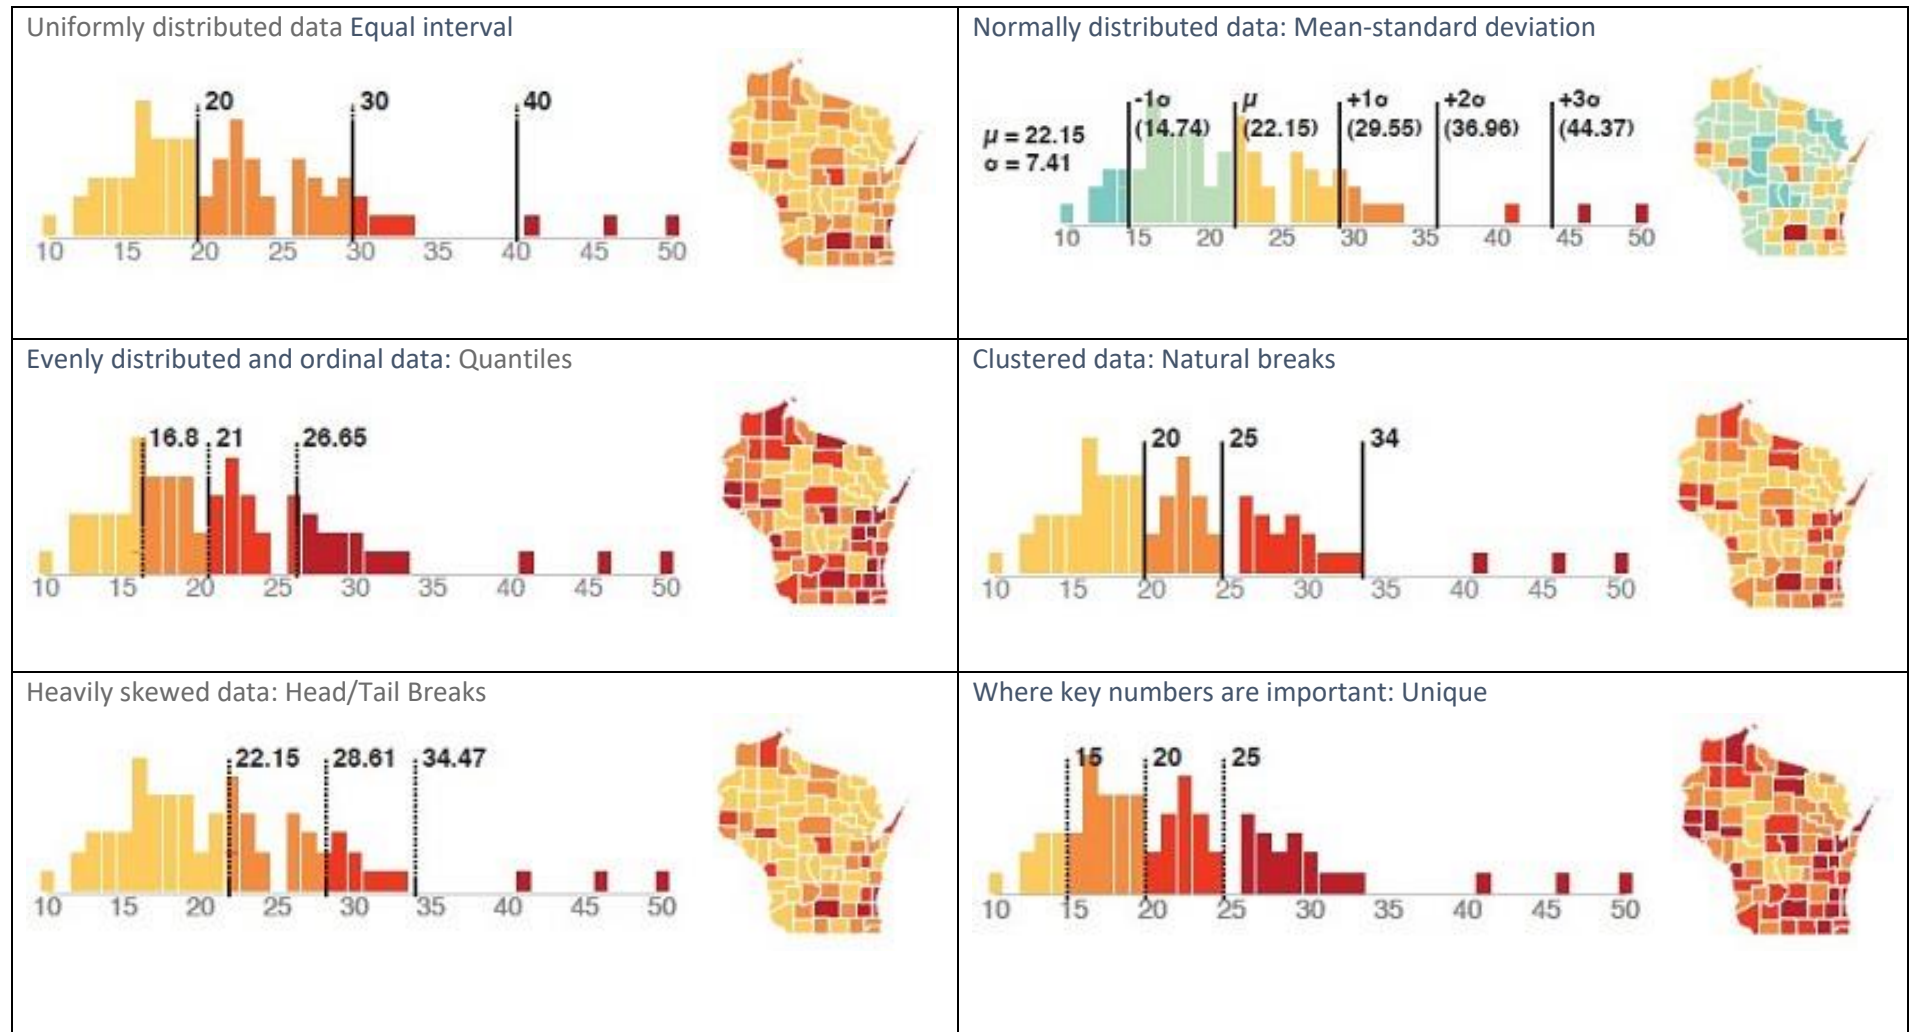 Uniformly distributed data Equal interval
20 30 40
10 15 20 25 30 35 40 45 50
Normally distributed data: Mean-standard deviation
-1σ μ +1σ +2σ +3σ
(14.74) (22.15) (29.55) (36.96) (44.37)
μ = 22.15
σ = 7.41
10 15 20 25 30 35 40 45 50
Evenly distributed and ordinal data: Quantiles
16.8 21 26.65
10 15 20 25 30 35 40 45 50
Clustered data: Natural breaks
20 25 34
10 15 20 25 30 35 40 45 50
Heavily skewed data: Head/Tail Breaks
22.15 28.61 34.47
10 15 20 25 30 35 40 45 50
Where key numbers are important: Unique
15 20 25
10 15 20 25 30 35 40 45 50